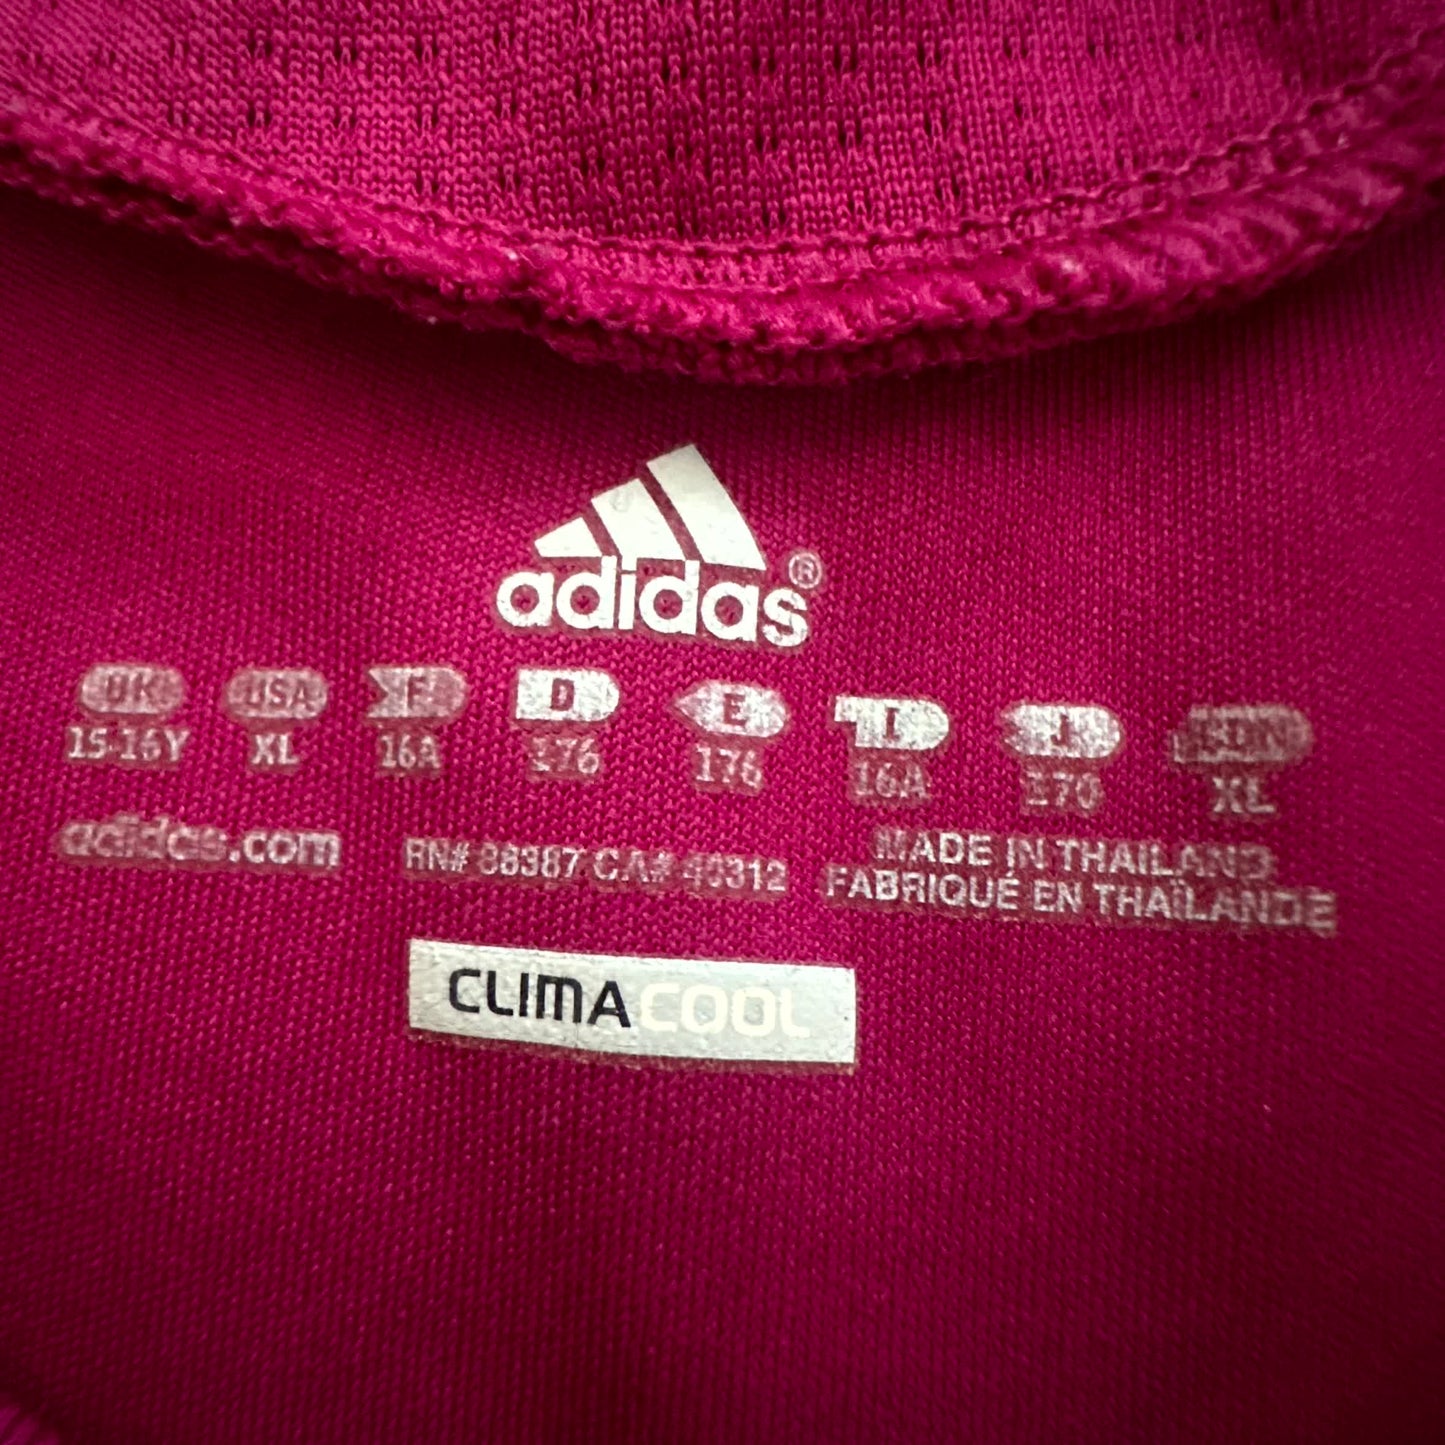 adidas®
UK USA F D E I J CDN
15-16Y XL 16A 176 176 16A 170 XL
adidas.com RN# 88387 CA# 40312 MADE IN THAILAND
FABRIQUÉ EN THAÏLANDE
CLIMACOOL